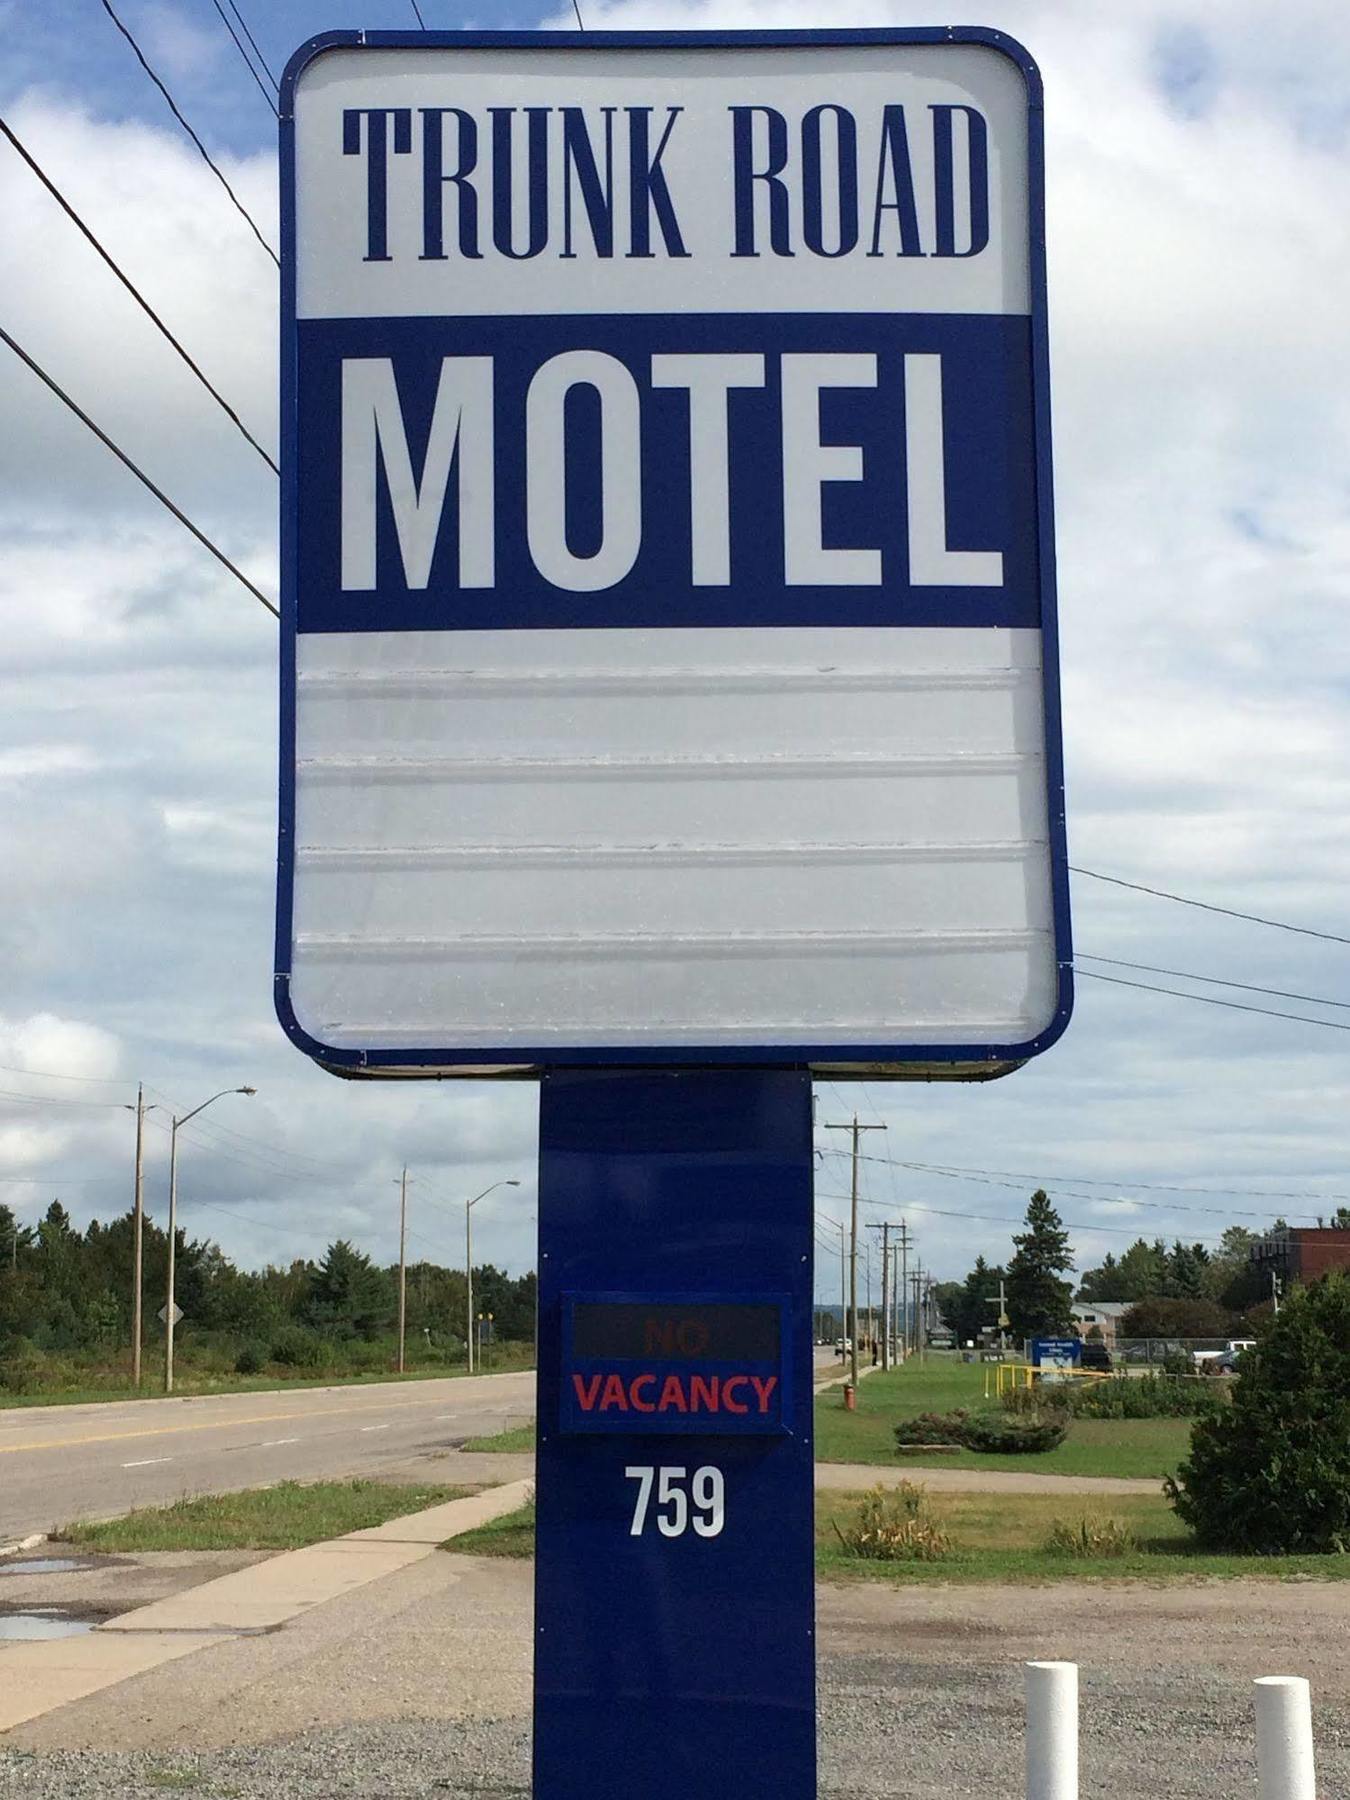 TRUNK ROAD
MOTEL
NO
VACANCY
759